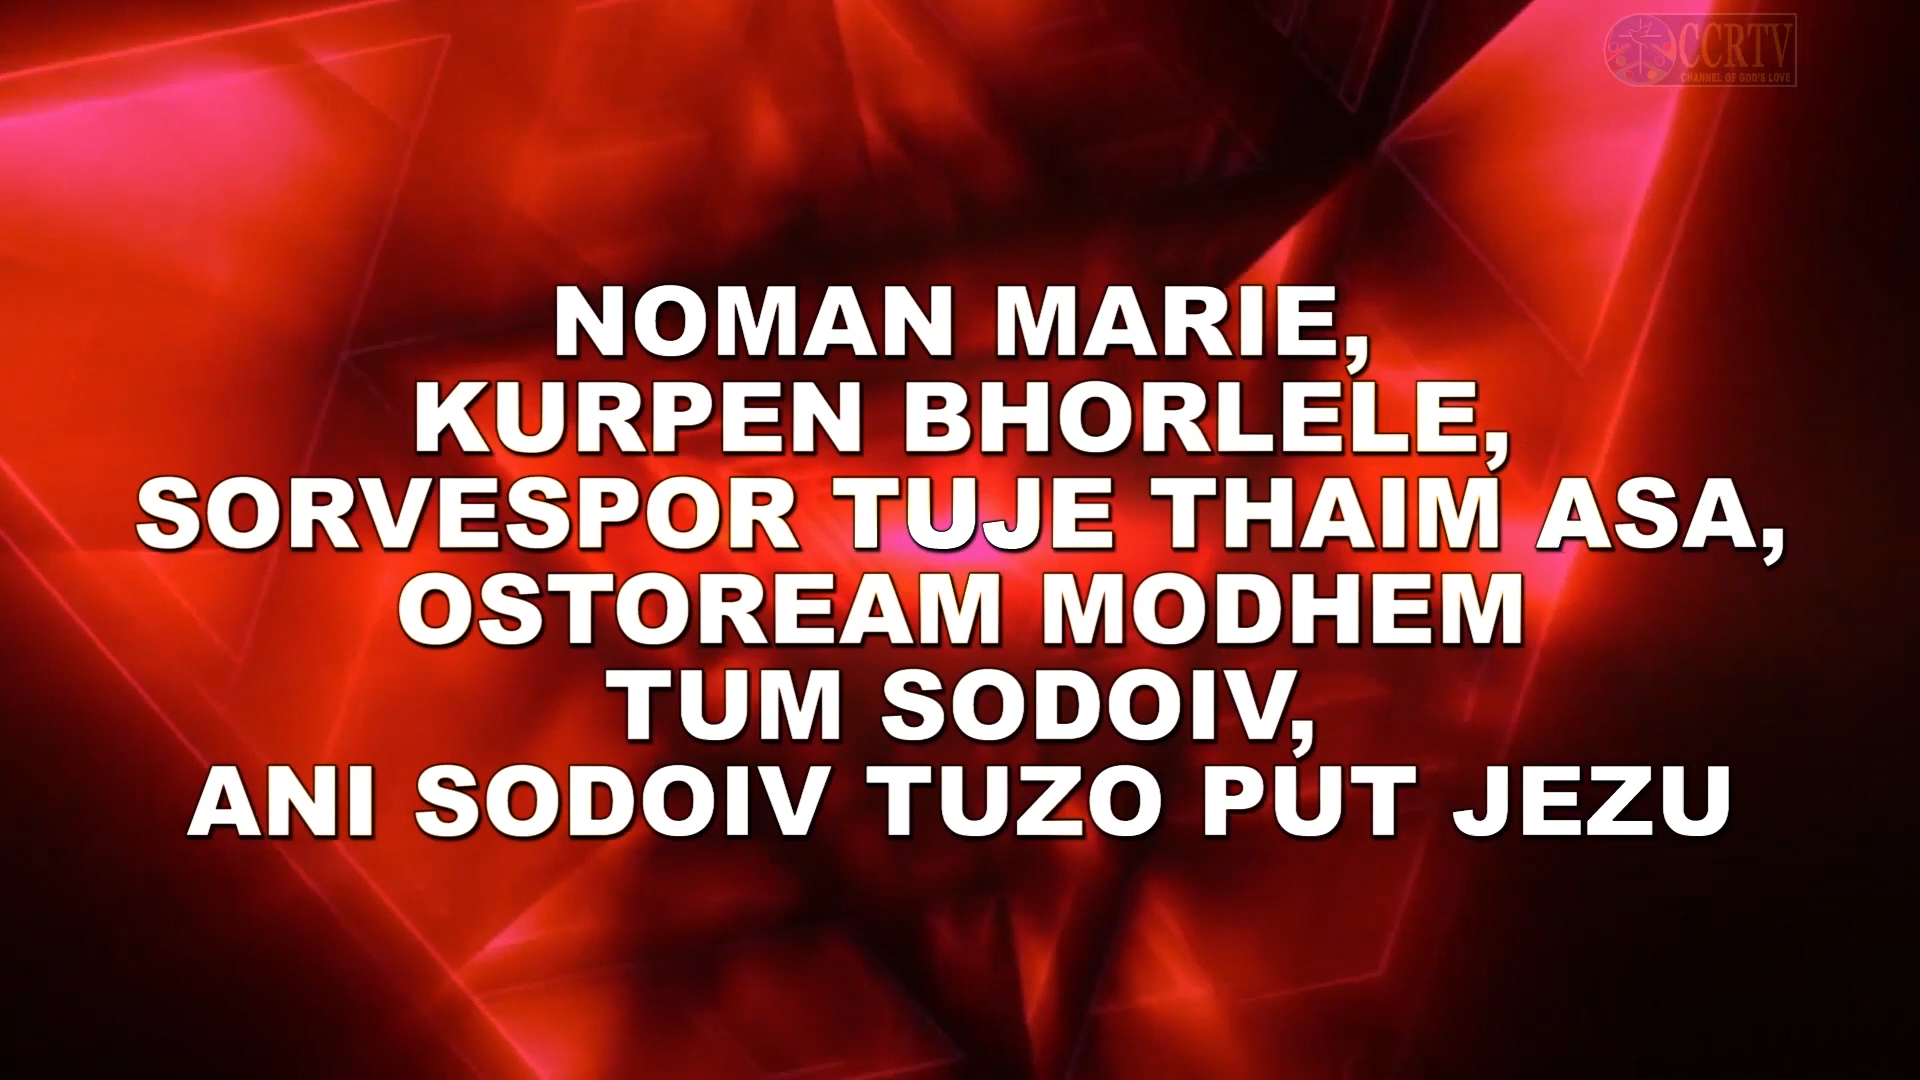 CCRTV
CHANNEL OF GOD'S LOVE
NOMAN MARIE,
KURPEN BHORLELE,
SORVESPOR TUJE THAIM ASA,
OSTOREAM MODHEM
TUM SODOIV,
ANI SODOIV TUZO PUT JEZU